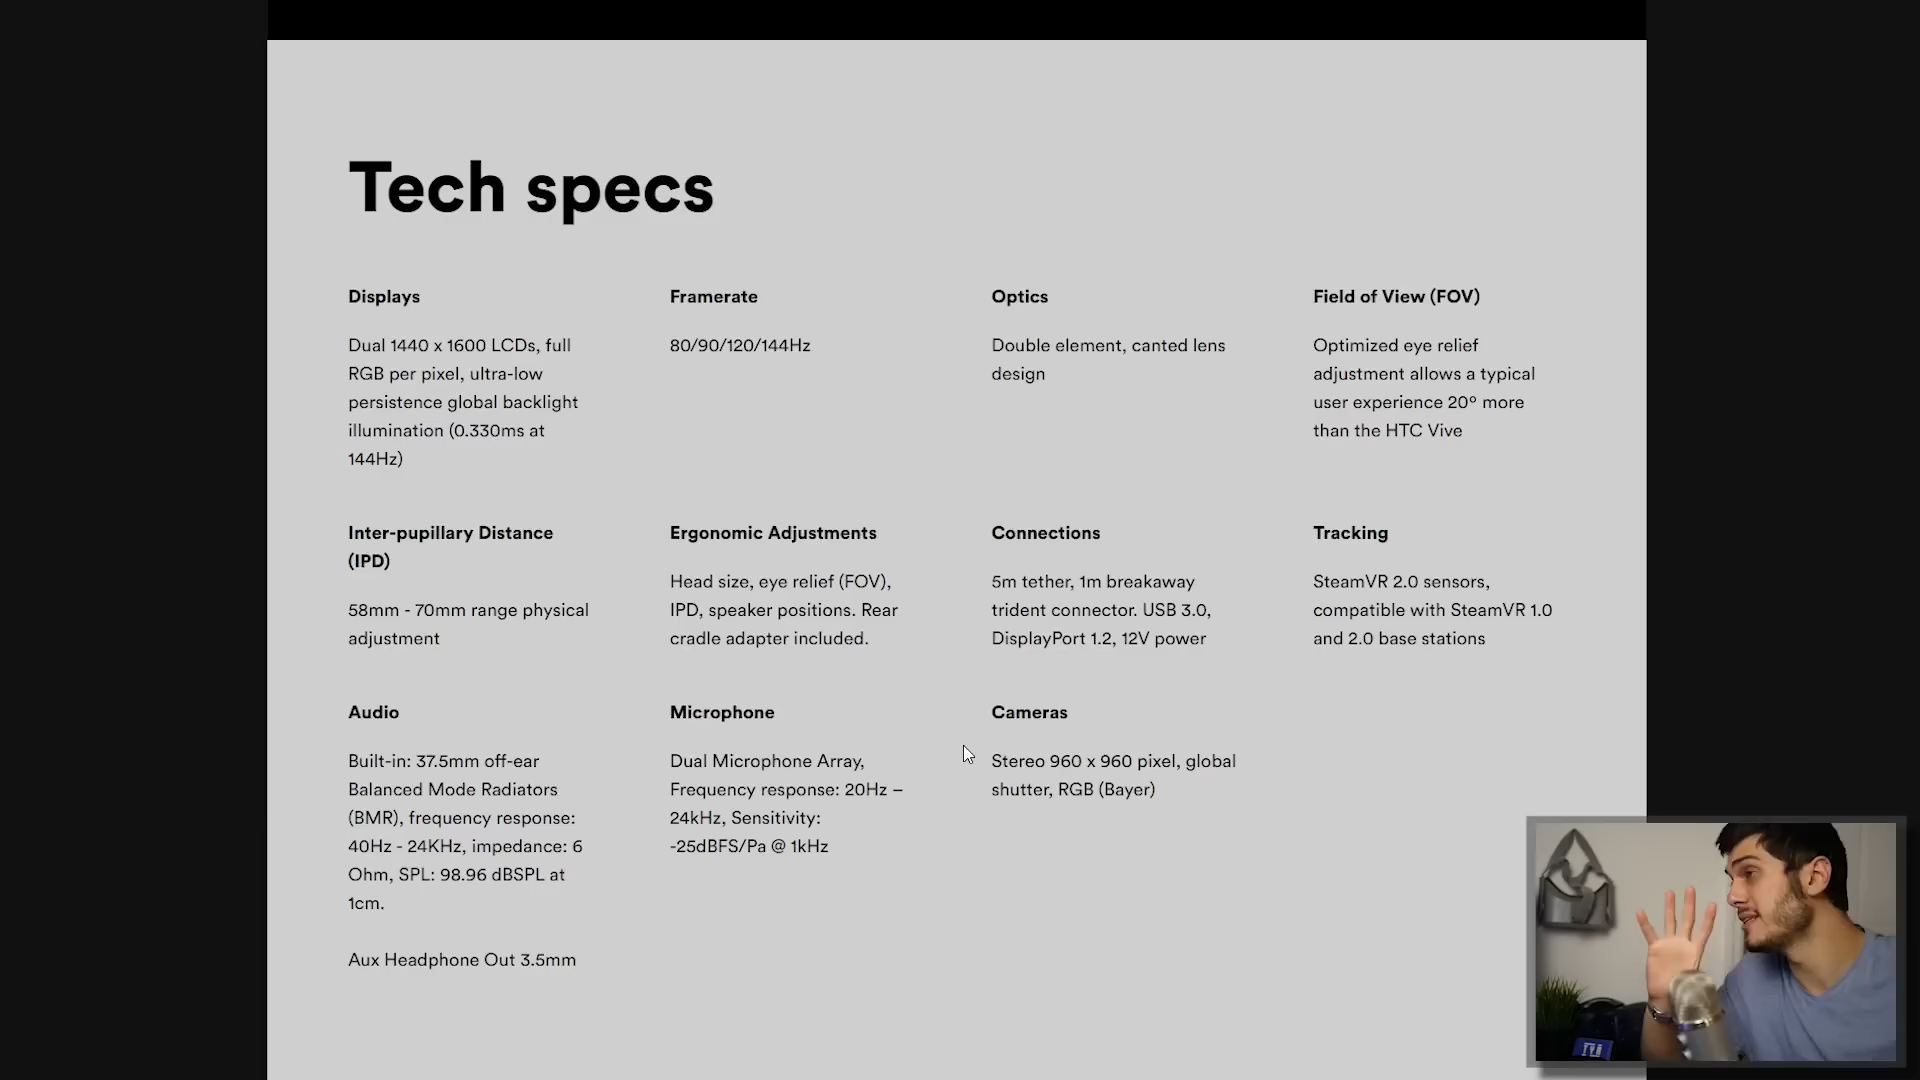 Tech specs
Displays
Dual 1440 x 1600 LCDs, full
RGB per pixel, ultra-low
persistence global backlight
illumination (0.330ms at
144Hz)
Framerate
80/90/120/144Hz
Optics
Double element, canted lens
design
Field of View (FOV)
Optimized eye relief
adjustment allows a typical
user experience 20º more
than the HTC Vive
Inter-pupillary Distance
(IPD)
58mm - 70mm range physical
adjustment
Ergonomic Adjustments
Head size, eye relief (FOV),
IPD, speaker positions. Rear
cradle adapter included.
Connections
5m tether, 1m breakaway
trident connector. USB 3.0,
DisplayPort 1.2, 12V power
Tracking
SteamVR 2.0 sensors,
compatible with SteamVR 1.0
and 2.0 base stations
Audio
Built-in: 37.5mm off-ear
Balanced Mode Radiators
(BMR), frequency response:
40Hz - 24KHz, impedance: 6
Ohm, SPL: 98.96 dBSPL at
1cm.
Aux Headphone Out 3.5mm
Microphone
Dual Microphone Array,
Frequency response: 20Hz –
24kHz, Sensitivity:
-25dBFS/Pa @ 1kHz
Cameras
Stereo 960 x 960 pixel, global
shutter, RGB (Bayer)